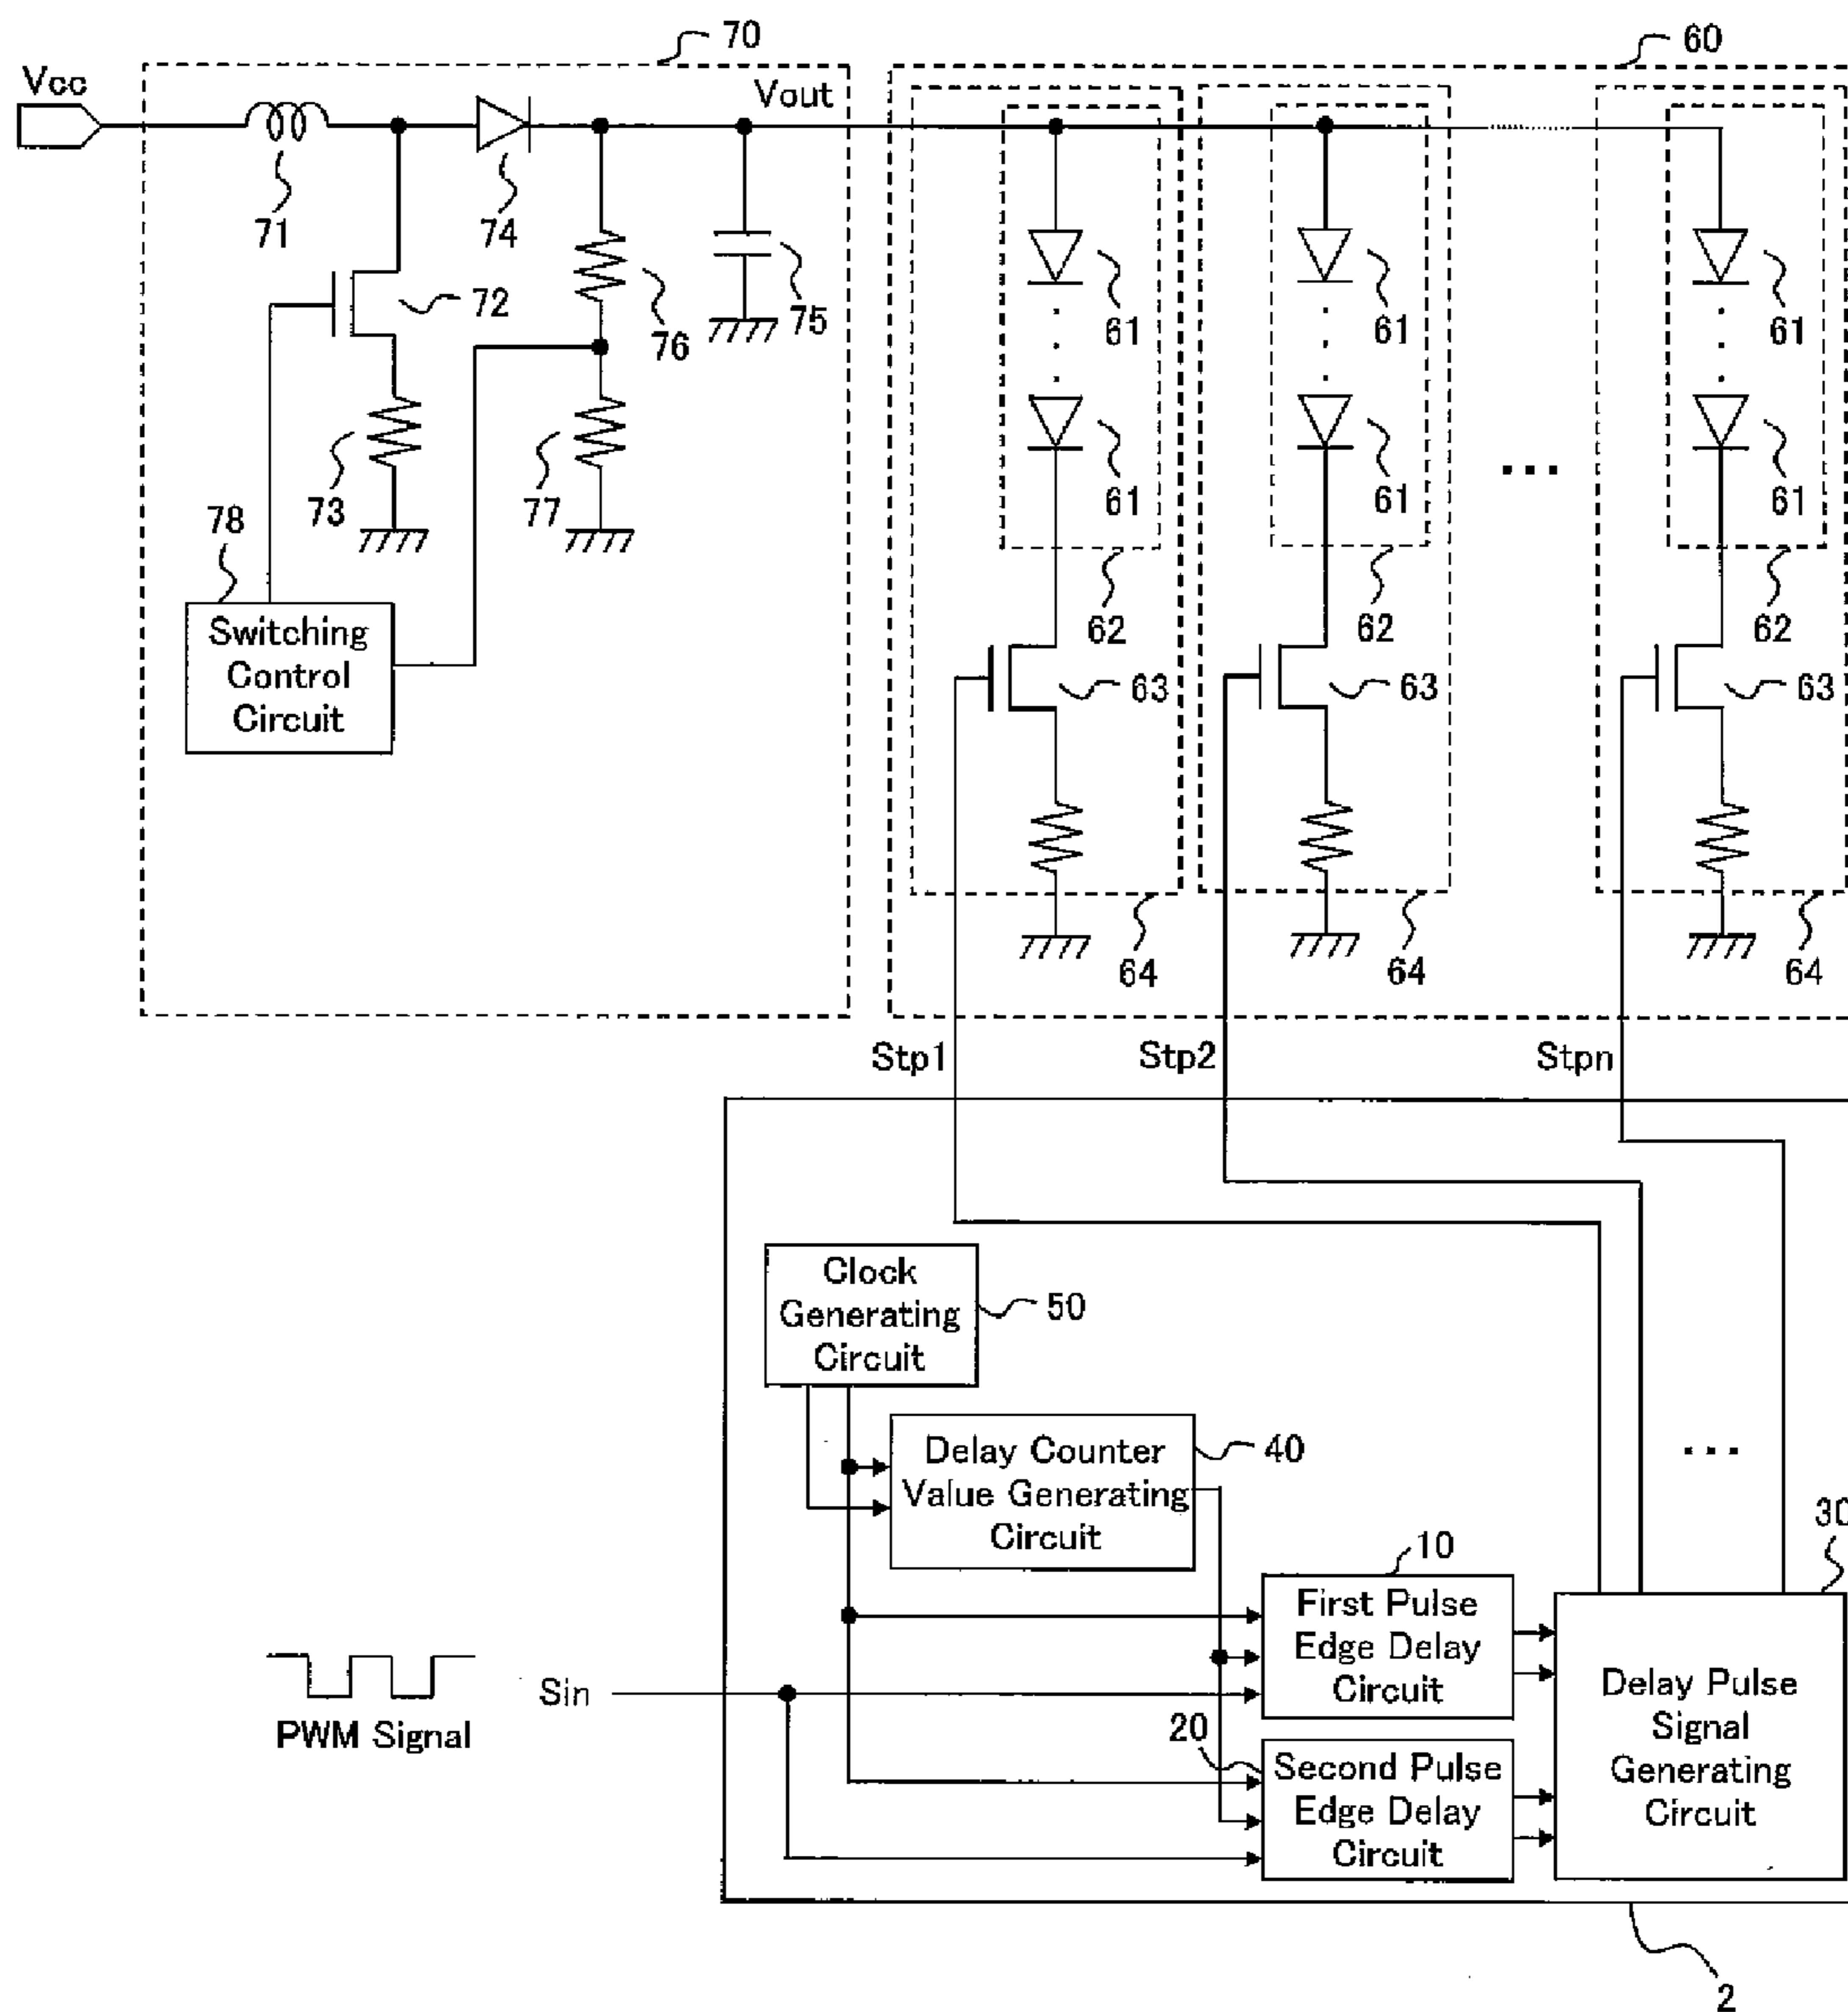 70
60
Vcc
Vout
71
74
72
76
75
61
61
61
73
77
61
61
61
78
Switching
Control
Circuit
62
62
62
63
63
63
64
64
64
Stp1
Stp2
Stpn
Clock
Generating
Circuit
50
Delay Counter
Value Generating
Circuit
40
...
30
10
First Pulse
Edge Delay
Circuit
Sin
PWM Signal
Delay Pulse
Signal
Generating
Circuit
20
Second Pulse
Edge Delay
Circuit
2